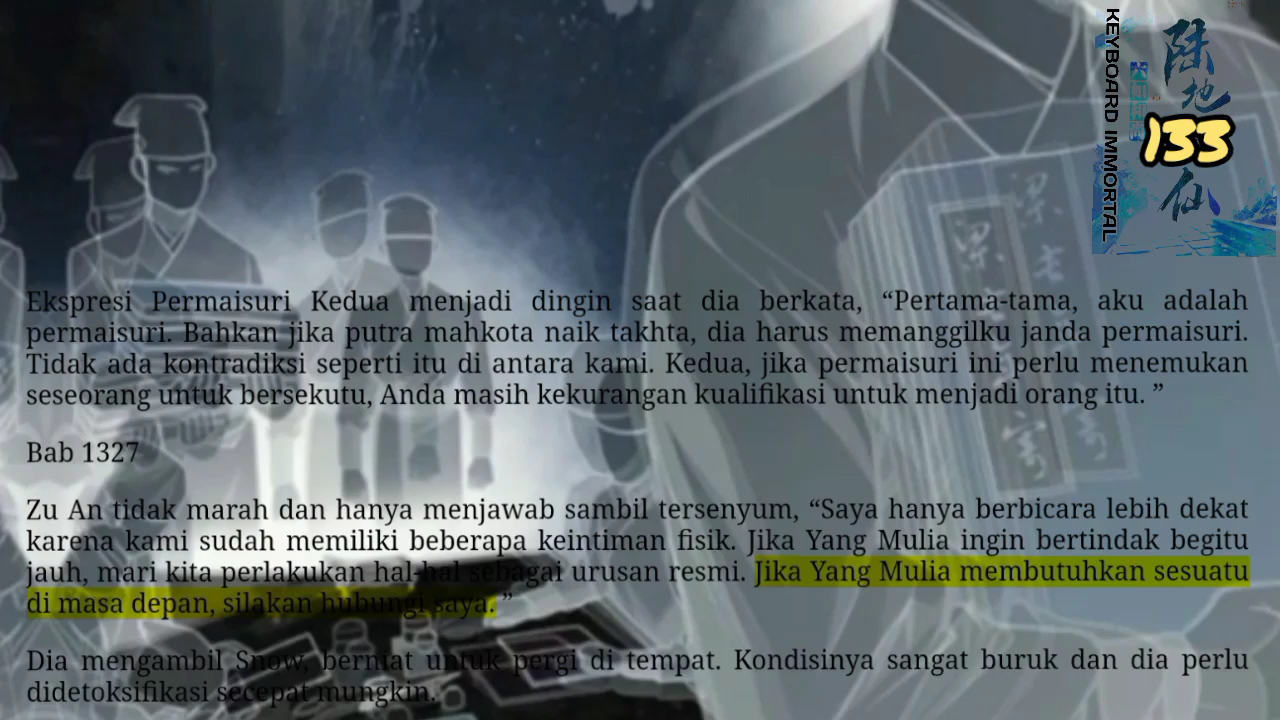 KEYBOARD IMMORTAL
陆地
133
仙
Ekspresi Permaisuri Kedua menjadi dingin saat dia berkata, “Pertama-tama, aku adalah
permaisuri. Bahkan jika putra mahkota naik takhta, dia harus memanggilku janda permaisuri.
Tidak ada kontradiksi seperti itu di antara kami. Kedua, jika permaisuri ini perlu menemukan
seseorang untuk bersekutu, Anda masih kekurangan kualifikasi untuk menjadi orang itu. ”
Bab 1327
Zu An tidak marah dan hanya menjawab sambil tersenyum, “Saya hanya berbicara lebih dekat
karena kami sudah memiliki beberapa keintiman fisik. Jika Yang Mulia ingin bertindak begitu
jauh, mari kita perlakukan hal-hal sebagai urusan resmi. Jika Yang Mulia membutuhkan sesuatu
di masa depan, silakan hubungi saya. ”
Dia mengambil Snow, berniat untuk pergi di tempat. Kondisinya sangat buruk dan dia perlu
didetoksifikasi secepat mungkin.